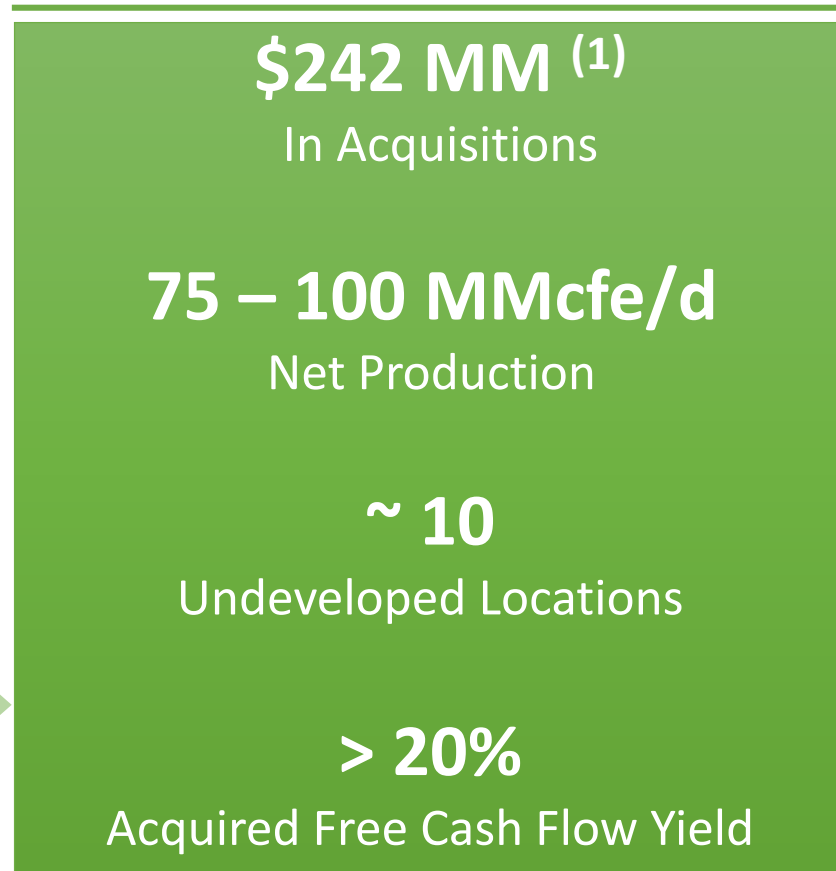 $242 MM (1)
In Acquisitions
75 – 100 MMcfe/d
Net Production
~ 10
Undeveloped Locations
> 20%
Acquired Free Cash Flow Yield